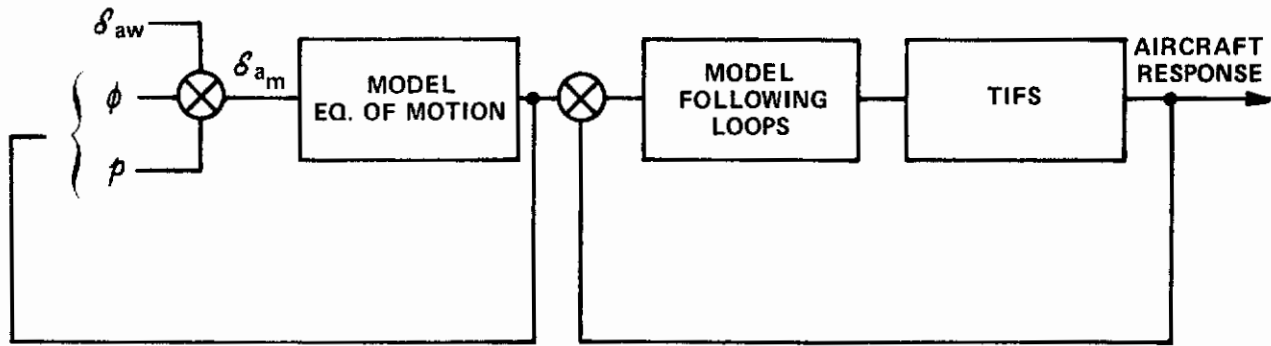 δaw
ϕ
p
δam
MODEL
EQ. OF MOTION
MODEL
FOLLOWING
LOOPS
TIFS
AIRCRAFT
RESPONSE